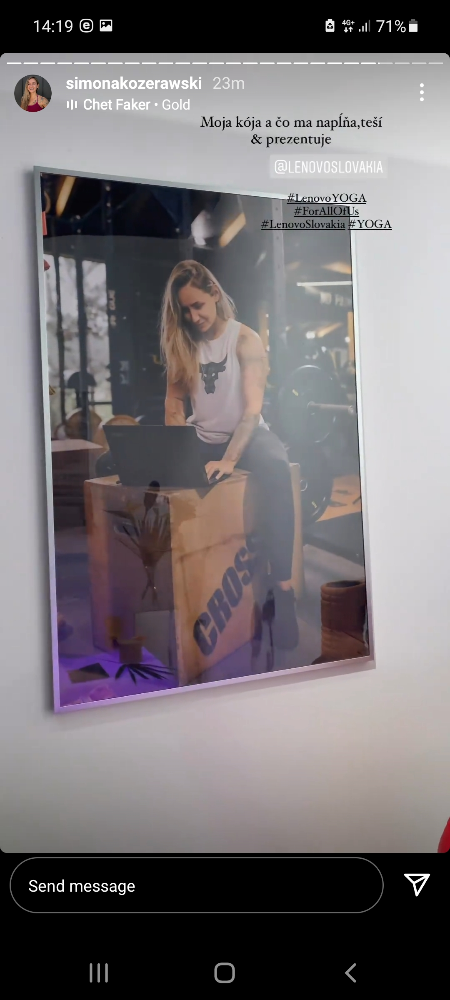 14:19
4G+
71%
simonakozerawski 23m
Chet Faker • Gold
Moja kója a čo ma napĺňa,teší
& prezentuje
@LENOVOSLOVAKIA
#LenovoYOGA
#ForAllOfUs
#LenovoSlovakia #YOGA
CROSS
Send message